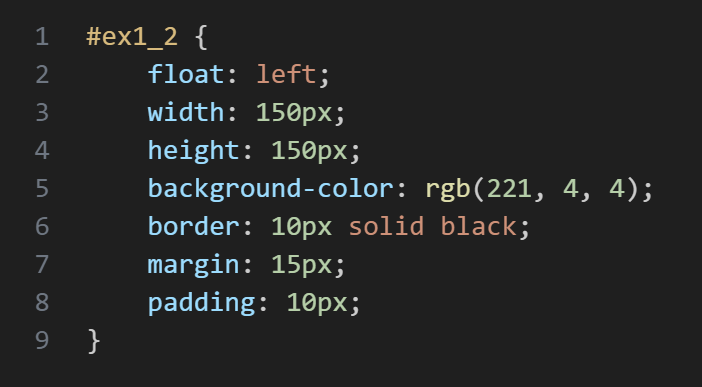 1 #ex1_2 {
2     float: left;
3     width: 150px;
4     height: 150px;
5     background-color: rgb(221, 4, 4);
6     border: 10px solid black;
7     margin: 15px;
8     padding: 10px;
9 }